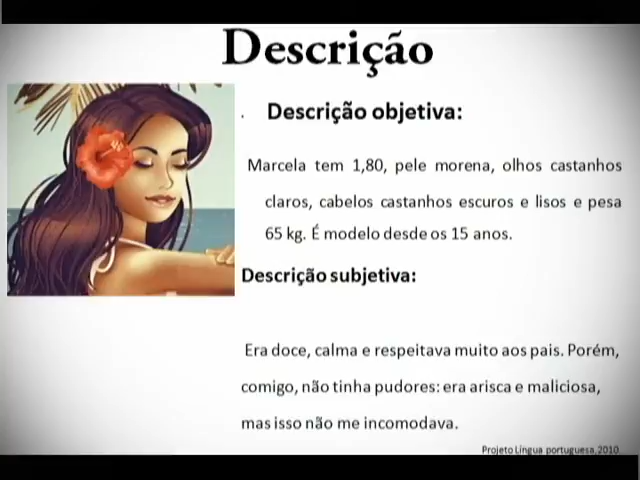 Descrição
Descrição objetiva:
Marcela tem 1,80, pele morena, olhos castanhos
claros, cabelos castanhos escuros e lisos e pesa
65 kg. É modelo desde os 15 anos.
Descrição subjetiva:
Era doce, calma e respeitava muito aos pais. Porém,
comigo, não tinha pudores: era arisca e maliciosa,
mas isso não me incomodava.
Projeto Língua portuguesa,2010